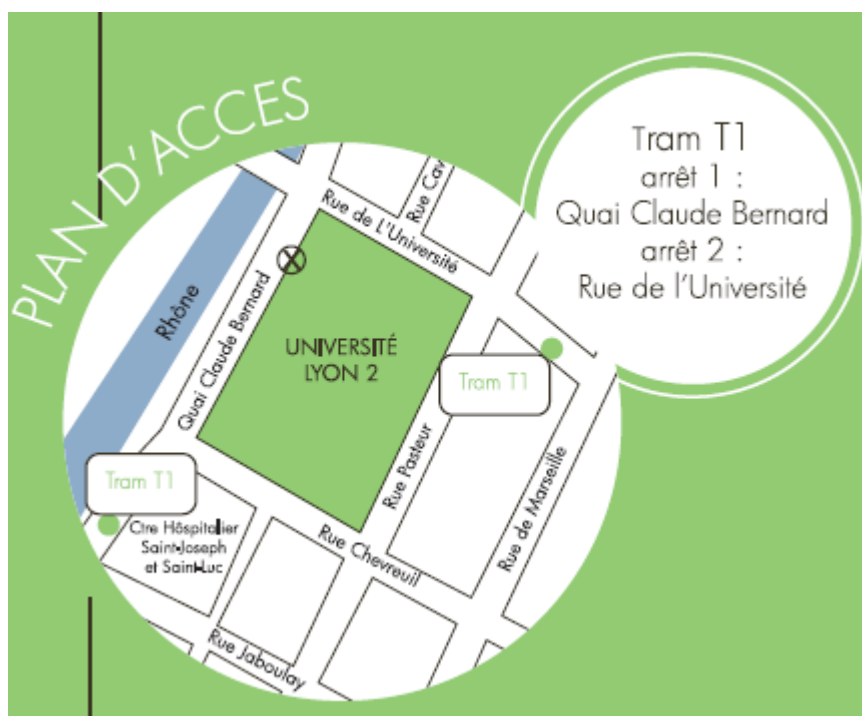 PLAN D'ACCES
Tram T1
arrêt 1 :
Quai Claude Bernard
arrêt 2 :
Rue de l'Université
Rue Cav
Rue de L'Université
Rhône
Quai Claude Bernard
UNIVERSITÉ
LYON 2
Tram T1
Rue Pasteur
Rue de Marseille
Tram T1
Ctre Hôspitalier
Saint-Joseph
et Saint-Luc
Rue Chevreuil
Rue Jaboulay